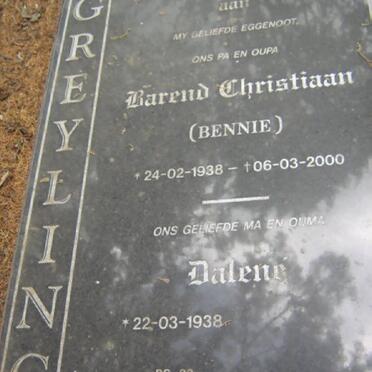 GREYLING
aan
MY GELIEFDE EGGENOOT,
ONS PA EN OUPA
Barend Christiaan
(BENNIE)
* 24-02-1938 – † 06-03-2000
ONS GELIEFDE MA EN OUMA
Dalene
* 22-03-1938